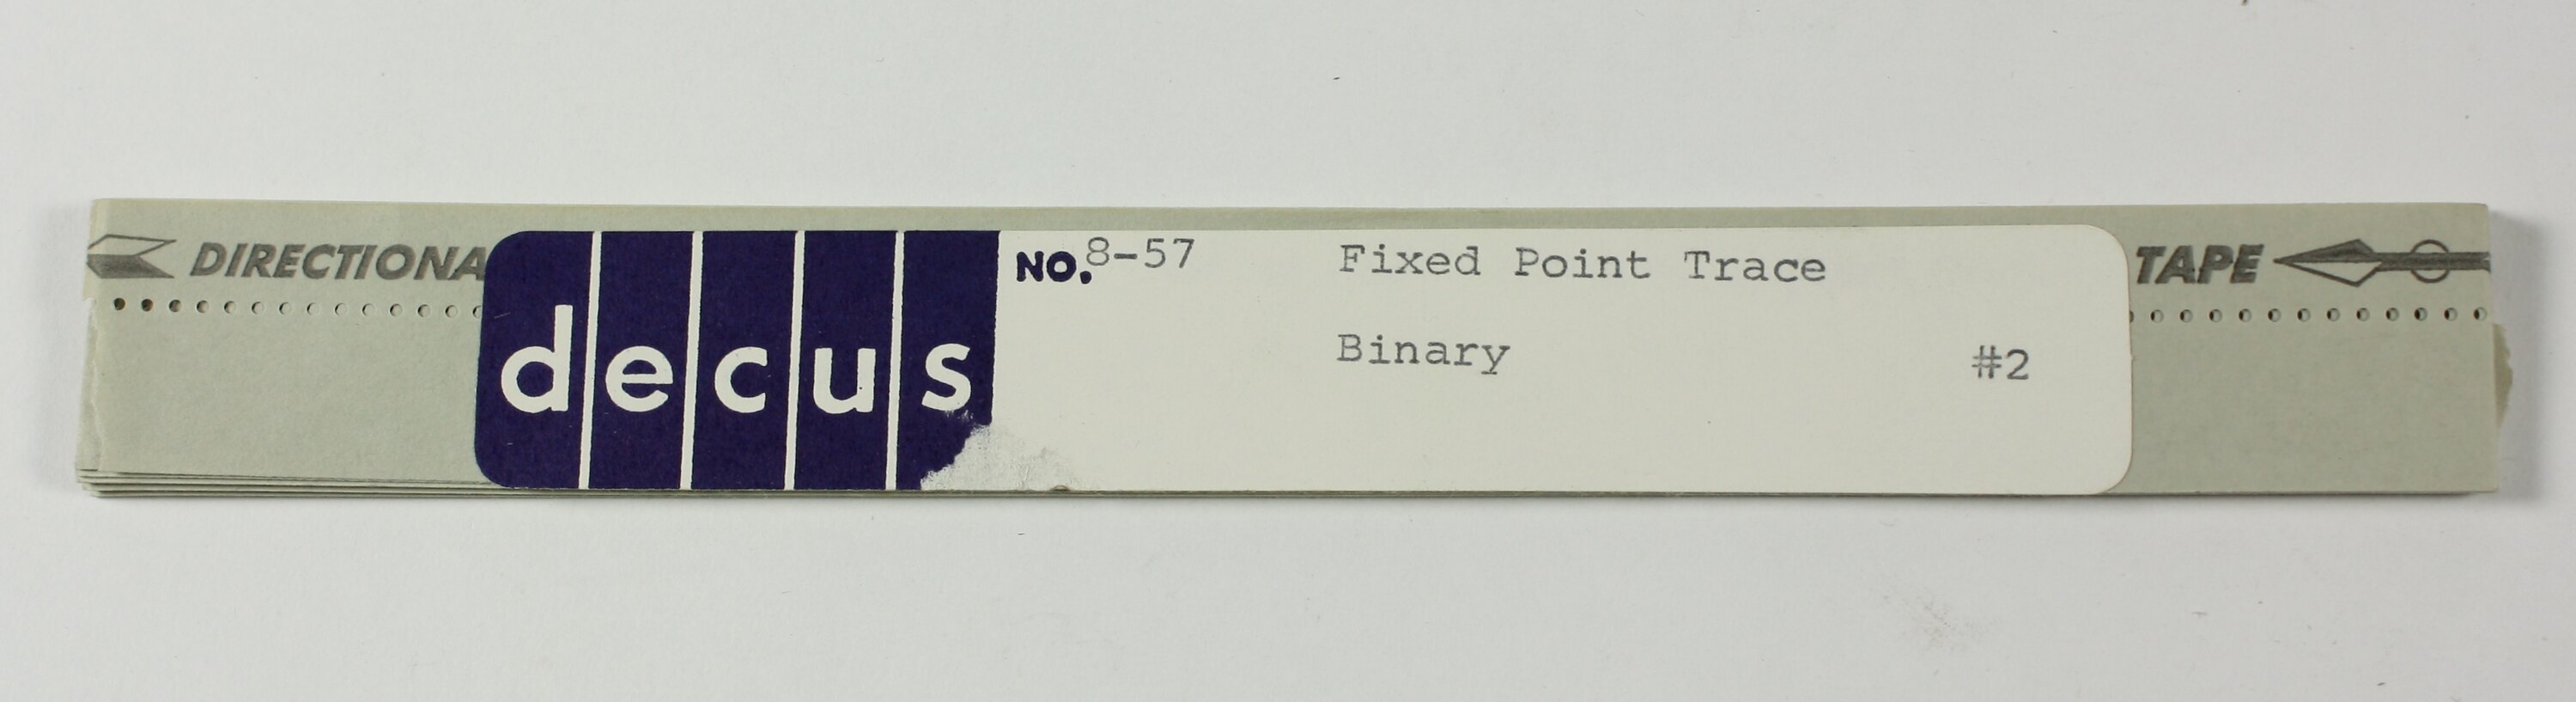 DIRECTIONA
decus
NO. 8-57 Fixed Point Trace
Binary #2
TAPE